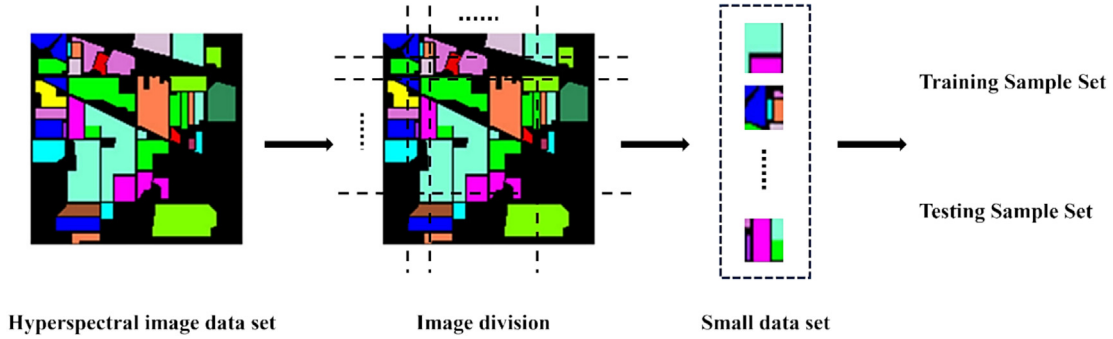 Training Sample Set
Testing Sample Set
Hyperspectral image data set
Image division
Small data set